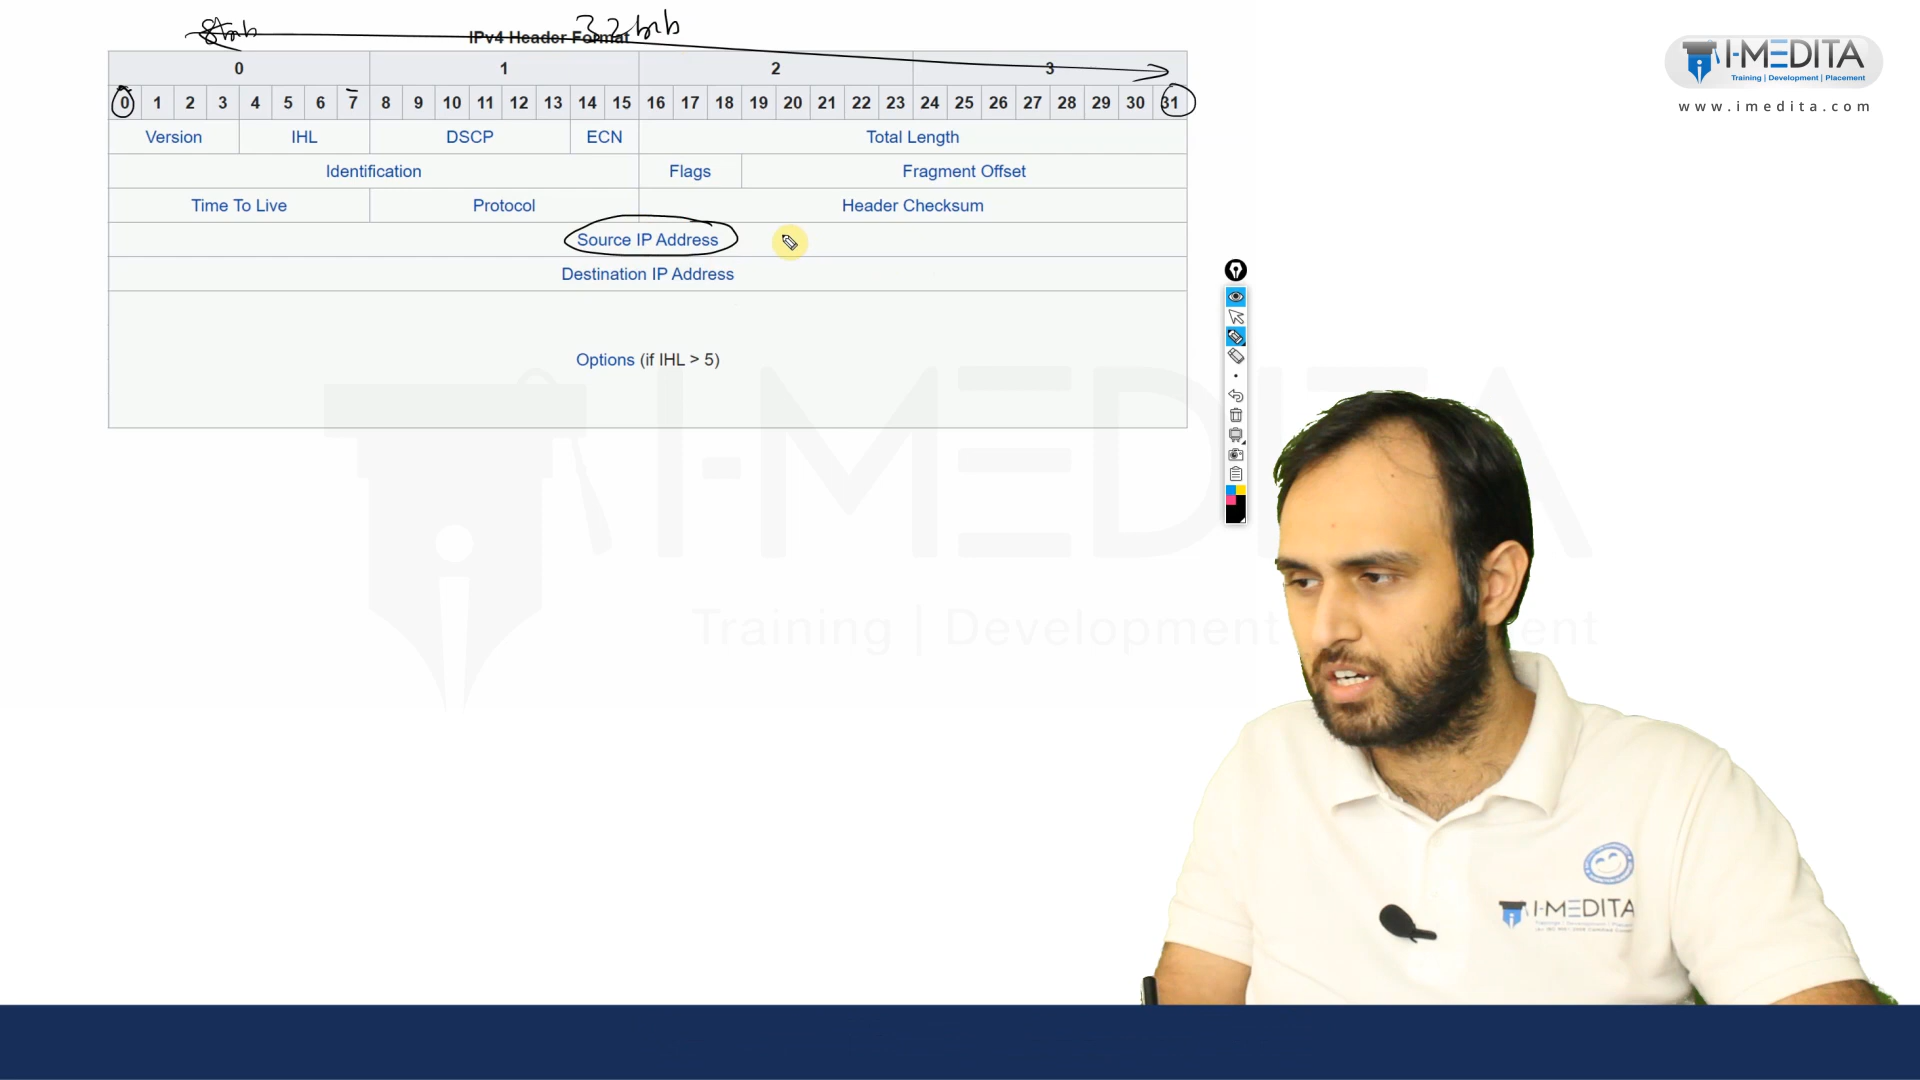 8 bits 32 bits
IPv4 Header Format
0 1 2 3
0 1 2 3 4 5 6 7 8 9 10 11 12 13 14 15 16 17 18 19 20 21 22 23 24 25 26 27 28 29 30 31
Version IHL DSCP ECN Total Length
Identification Flags Fragment Offset
Time To Live Protocol Header Checksum
Source IP Address
Destination IP Address
Options (if IHL > 5)
I-MEDITA
Training | Development | Placement
www.imedita.com
I-MEDITA
Training | Development ent
I-MEDITA